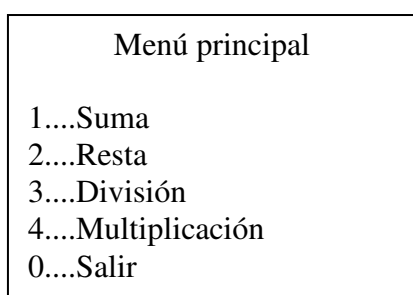 Menú principal
1....Suma
2....Resta
3....División
4....Multiplicación
0....Salir